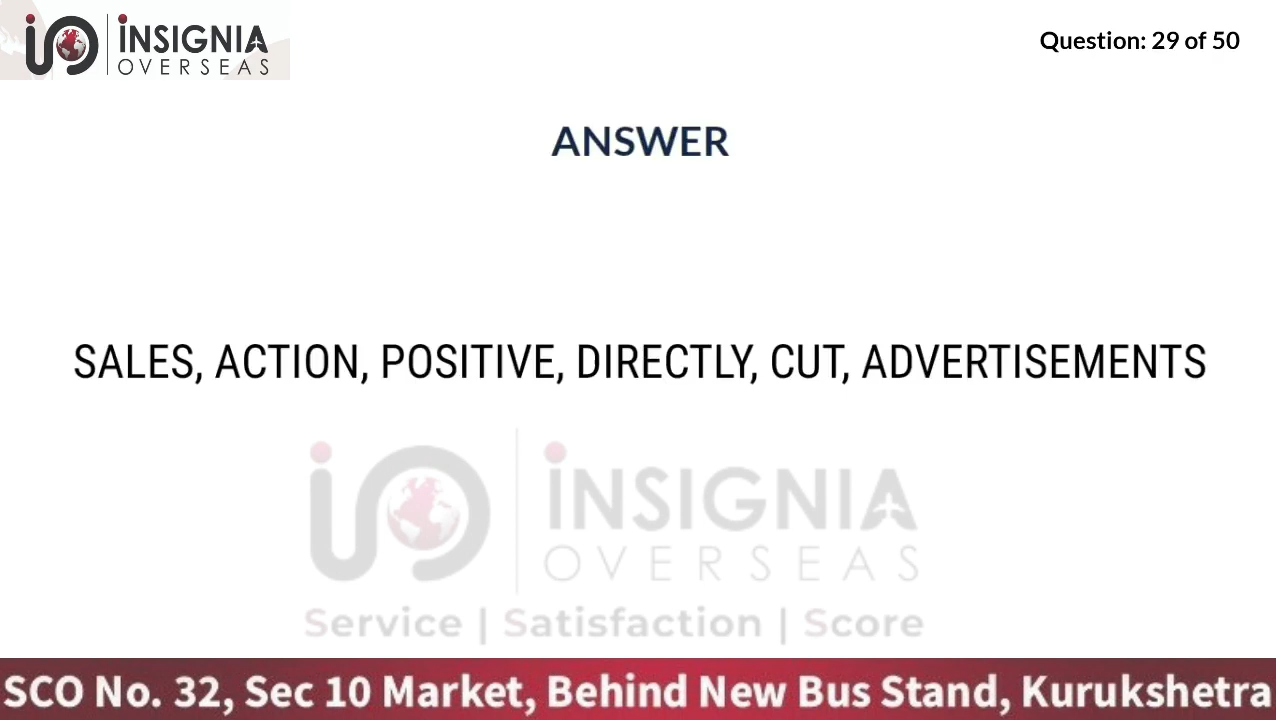 INSIGNIA
OVERSEAS
Question: 29 of 50
ANSWER
SALES, ACTION, POSITIVE, DIRECTLY, CUT, ADVERTISEMENTS
INSIGNIA
OVERSEAS
Service | Satisfaction | Score
SCO No. 32, Sec 10 Market, Behind New Bus Stand, Kurukshetra